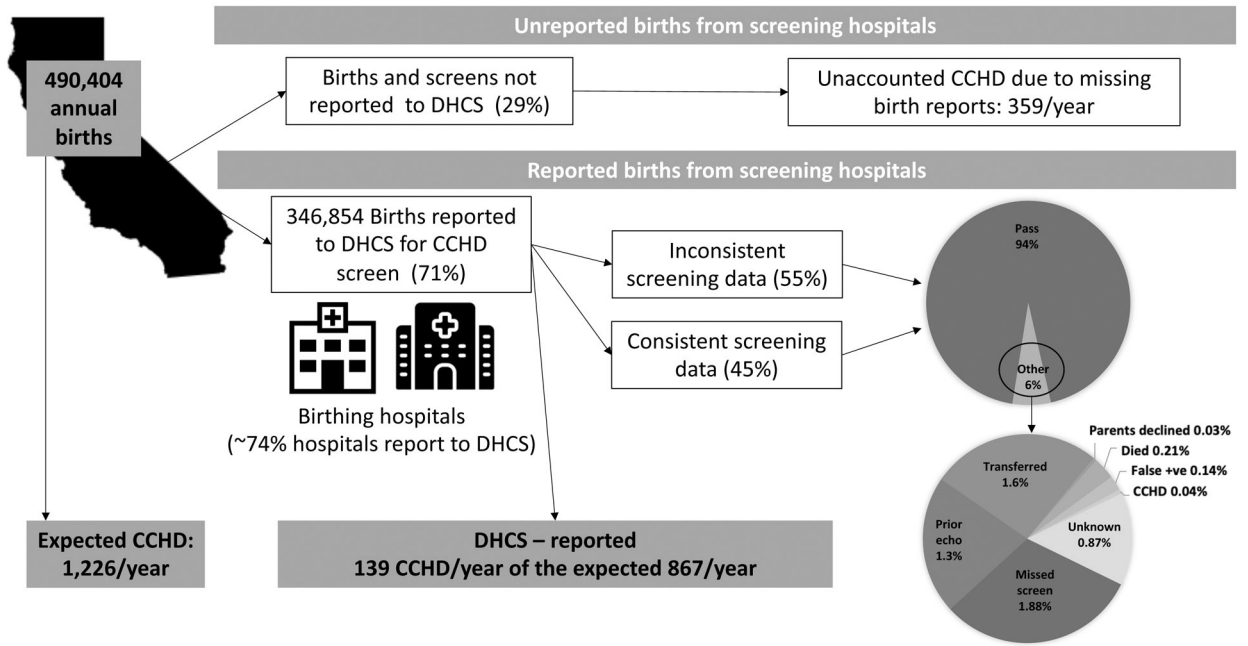 Unreported births from screening hospitals
490,404
annual
births
Births and screens not
reported to DHCS (29%)
Unaccounted CCHD due to missing
birth reports: 359/year
Reported births from screening hospitals
346,854 Births reported
to DHCS for CCHD
screen (71%)
Inconsistent
screening data (55%)
Consistent screening
data (45%)
Pass
94%
Other
6%
Birthing hospitals
(~74% hospitals report to DHCS)
Parents declined 0.03%
Died 0.21%
False +ve 0.14%
CCHD 0.04%
Transferred
1.6%
Unknown
0.87%
Prior
echo
1.3%
Missed
screen
1.88%
Expected CCHD:
1,226/year
DHCS – reported
139 CCHD/year of the expected 867/year